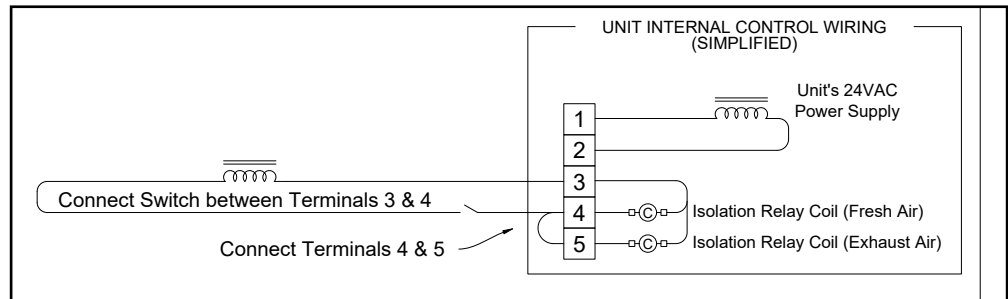 UNIT INTERNAL CONTROL WIRING
(SIMPLIFIED)
Unit's 24VAC
Power Supply
1
2
3
4
5
Connect Switch between Terminals 3 & 4
Connect Terminals 4 & 5
C
Isolation Relay Coil (Fresh Air)
C
Isolation Relay Coil (Exhaust Air)